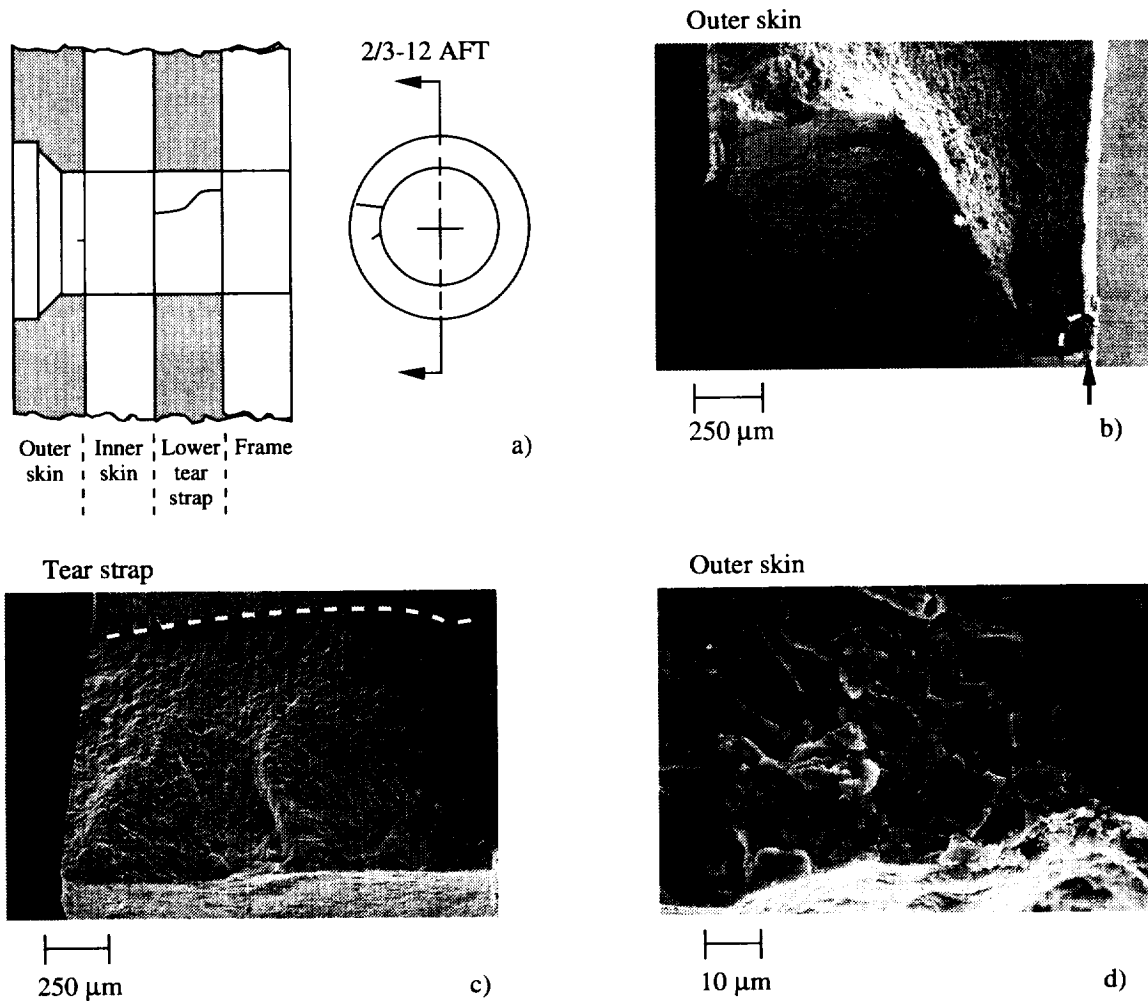 2/3-12 AFT
Outer
skin
Inner
skin
Lower
tear
strap
Frame
a)
Outer skin
250 μm
b)
Tear strap
250 μm
c)
Outer skin
10 μm
d)